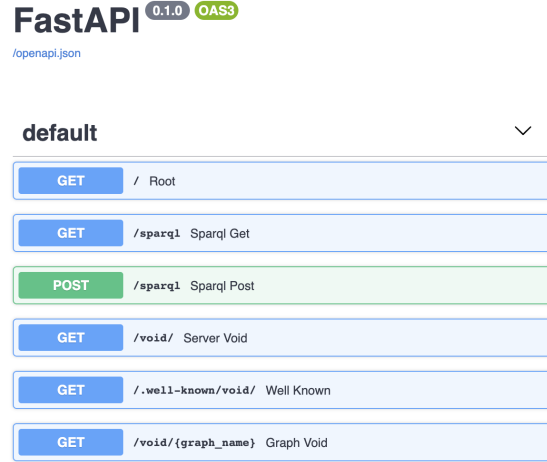 FastAPI 0.1.0 OAS3
/openapi.json
default
GET / Root
GET /sparql Sparql Get
POST /sparql Sparql Post
GET /void/ Server Void
GET /.well-known/void/ Well Known
GET /void/{graph_name} Graph Void